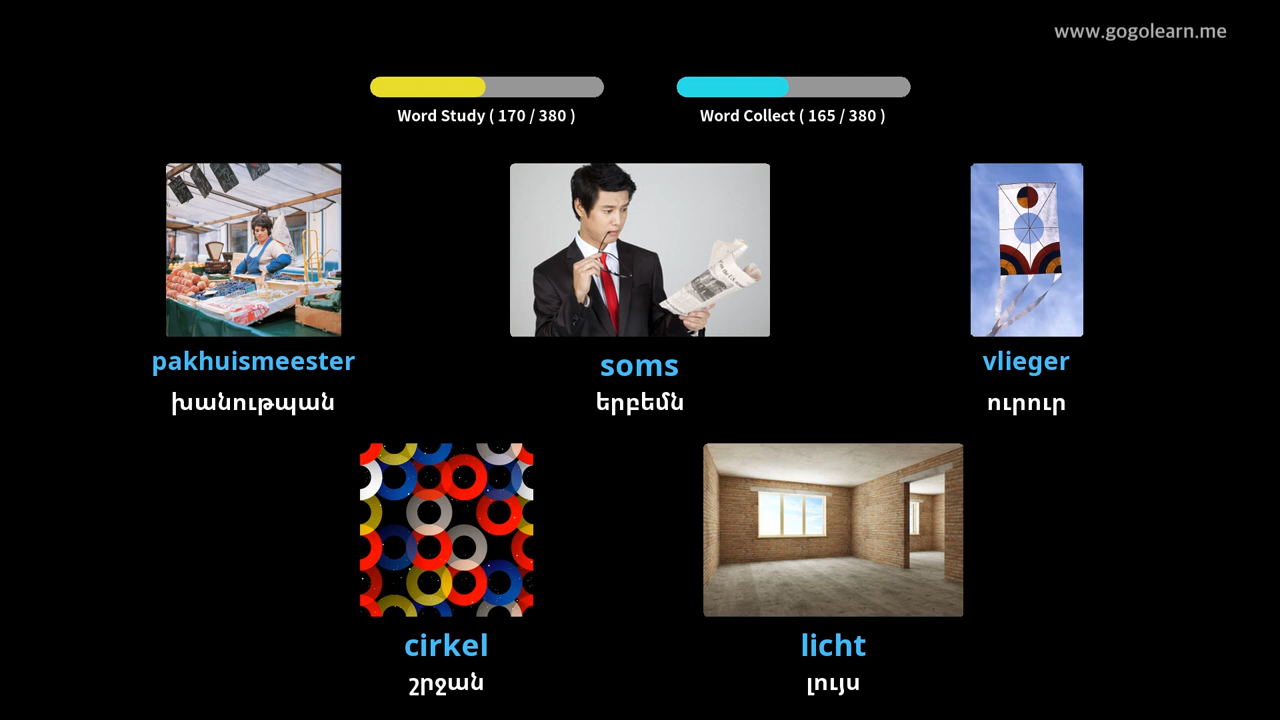 www.gogolearn.me
Word Study ( 170 / 380 )
Word Collect ( 165 / 380 )
pakhuismeester
խանութպան
soms
երբեմն
vlieger
ուրուր
cirkel
շրջան
licht
լույս